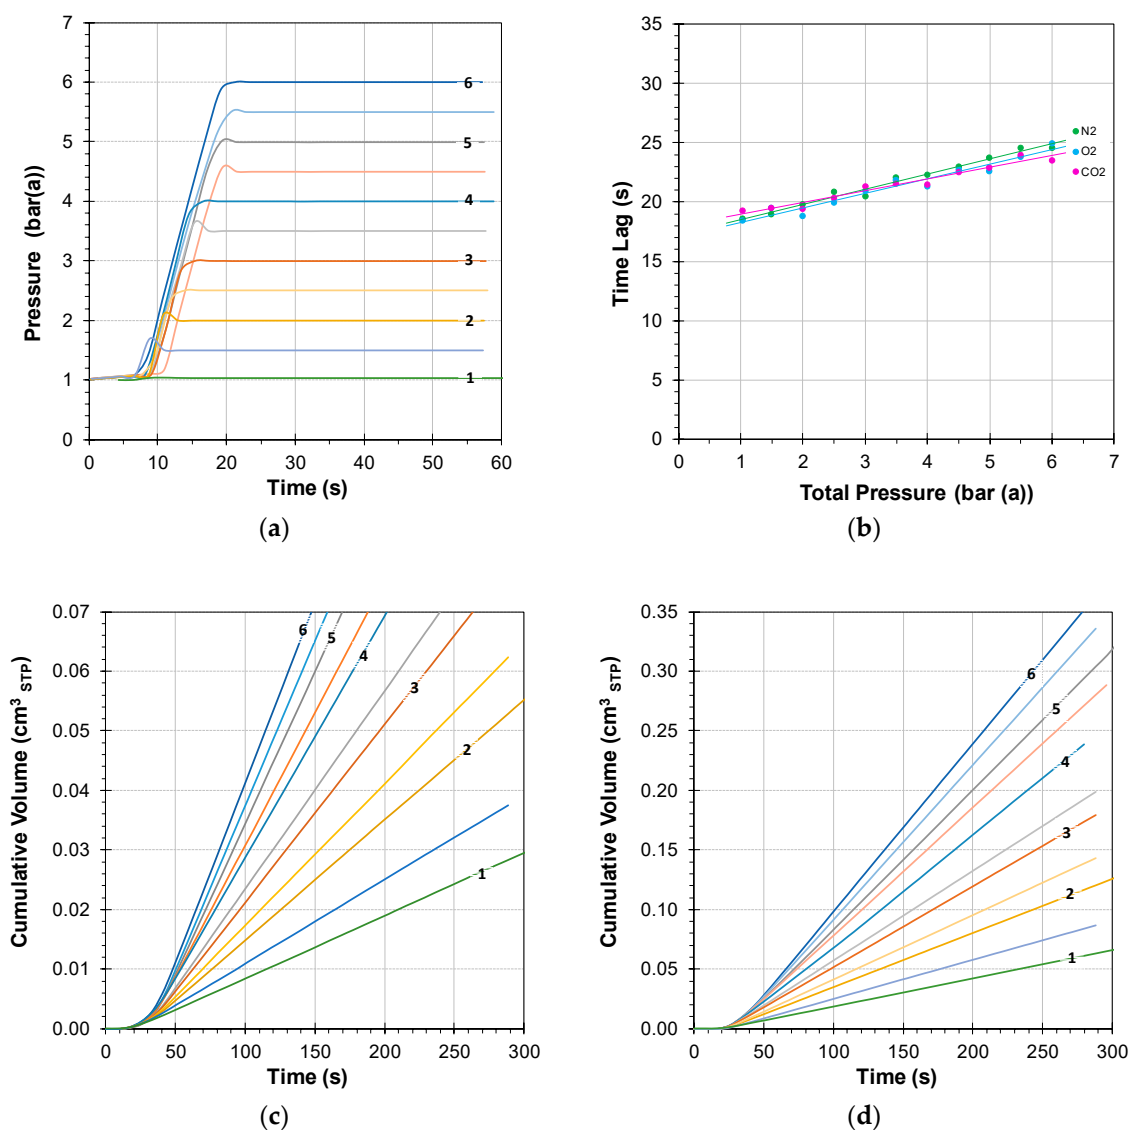 7
6
5
4
3
2
1
0
Pressure (bar(a))
6
5
4
3
2
1
0 10 20 30 40 50 60
Time (s)
(a)
35
30
25
20
15
10
5
0
Time Lag (s)
N2
O2
CO2
0 1 2 3 4 5 6 7
Total Pressure (bar (a))
(b)
0.07
0.06
0.05
0.04
0.03
0.02
0.01
0.00
Cumulative Volume (cm³ STP)
6
5
4
3
2
1
0 50 100 150 200 250 300
Time (s)
(c)
0.35
0.30
0.25
0.20
0.15
0.10
0.05
0.00
Cumulative Volume (cm³ STP)
6
5
4
3
2
1
0 50 100 150 200 250 300
Time (s)
(d)